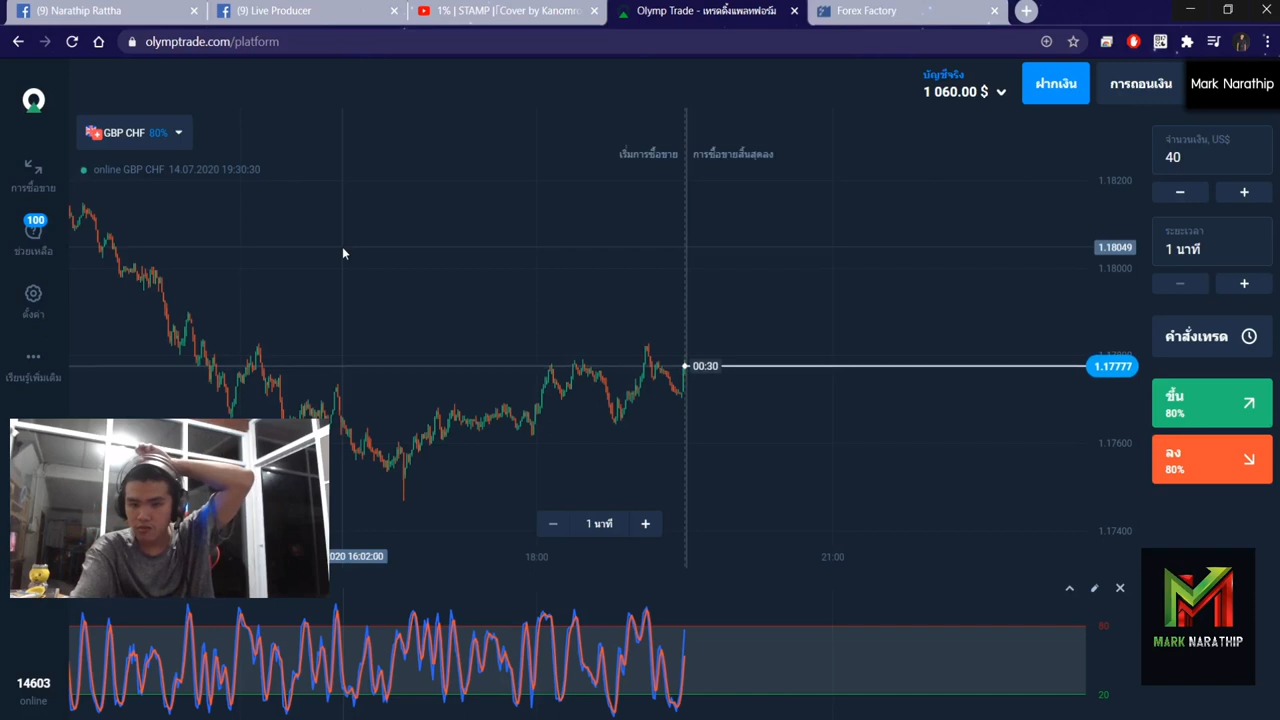 (9) Narathip Rattha
(9) Live Producer
1% | STAMP |「Cover by Kanomro
Olymp Trade - เทรดดิ้งแพลทฟอร์ม
Forex Factory
olymptrade.com/platform
บัญชีจริง
1 060.00 $
ฝากเงิน
การถอนเงิน
Mark Narathip
GBP CHF 80%
online GBP CHF 14.07.2020 19:30:30
เริ่มการซื้อขาย
การซื้อขายสิ้นสุดลง
จำนวนเงิน, US$
40
การซื้อขาย
100
ช่วยเหลือ
ตั้งค่า
เรียนรู้เพิ่มเติม
ระยะเวลา
1 นาที
1.18200
1.18049
1.18000
คำสั่งเทรด
00:30
1.17777
ขึ้น
80%
1.17600
ลง
80%
1.17400
1 นาที
2020 16:02:00
18:00
21:00
80
20
MARK NARATHIP
14603
online